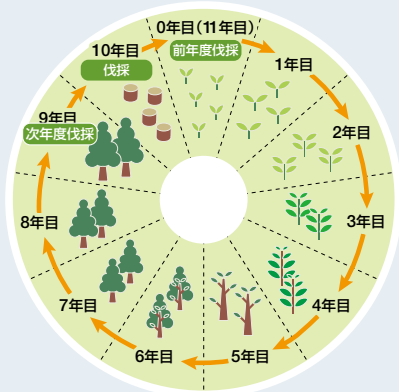 0年目(11年目)
前年度伐採
1年目
2年目
3年目
4年目
5年目
6年目
7年目
8年目
9年目
次年度伐採
10年目
伐採